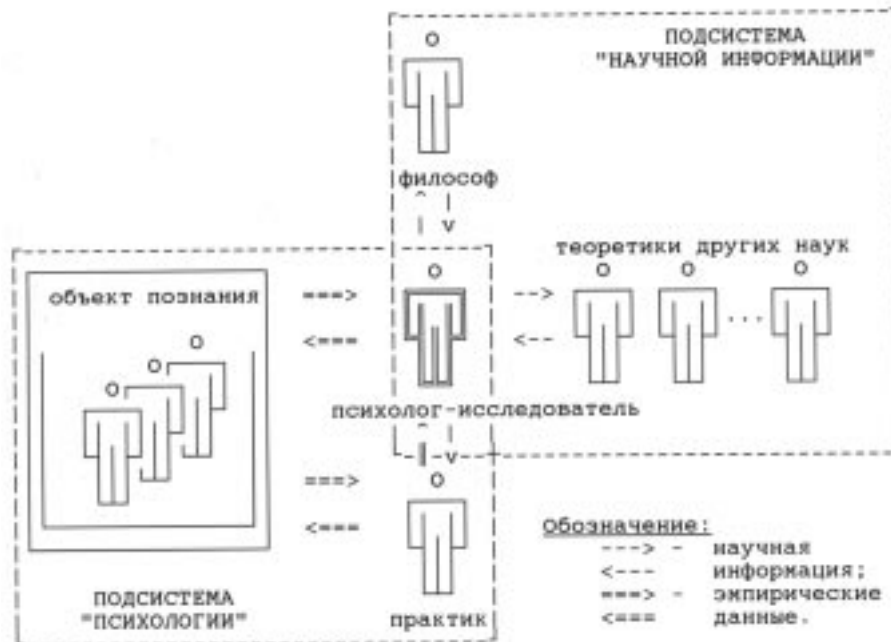 ПОДСИСТЕМА
"НАУЧНОЙ ИНФОРМАЦИИ"
философ
теоретики других наук
...
объект познания
психолог-исследователь
ПОДСИСТЕМА
"ПСИХОЛОГИИ"
практик
Обозначение:
---> - научная
<--- информация;
===> - эмпирические
<=== данные.